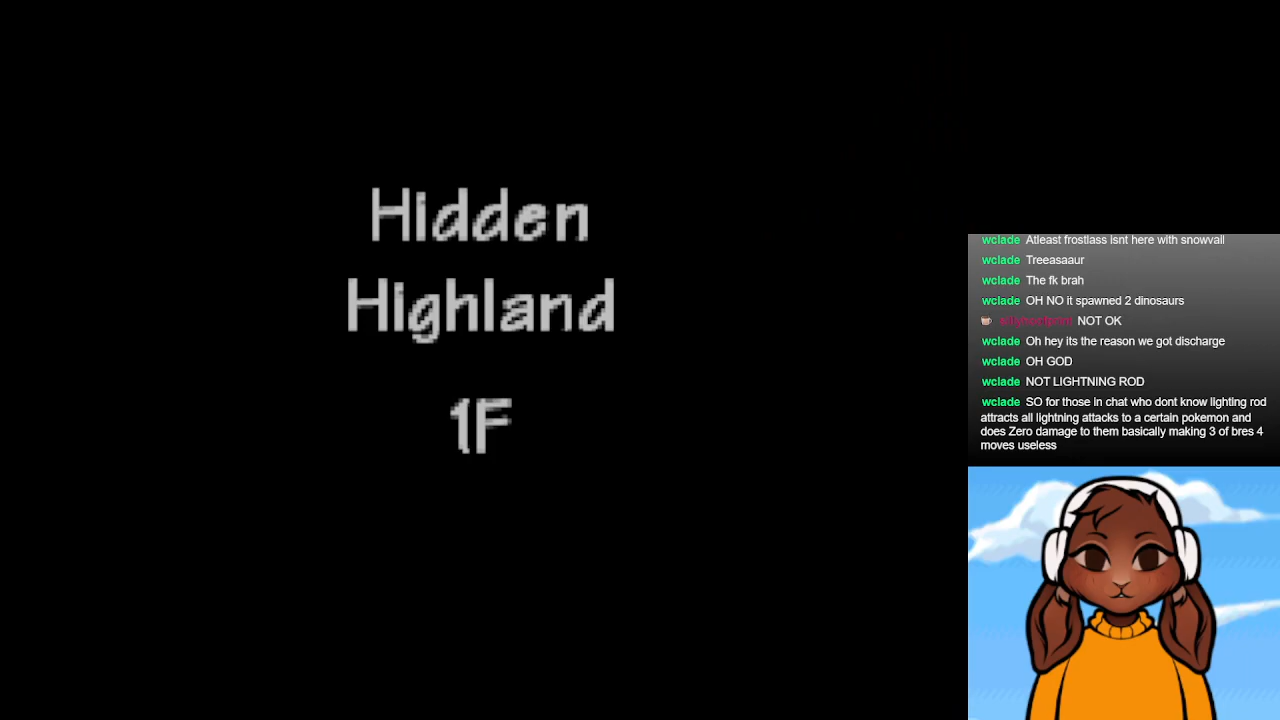 Hidden
Highland
1F
wclade Atleast frostlass isnt here with snowvall
wclade Treeasaaur
wclade The fk brah
wclade OH NO it spawned 2 dinosaurs
NOT OK
wclade Oh hey its the reason we got discharge
wclade OH GOD
wclade NOT LIGHTNING ROD
wclade SO for those in chat who dont know lighting rod
attracts all lightning attacks to a certain pokemon and
does Zero damage to them basically making 3 of bres 4
moves useless